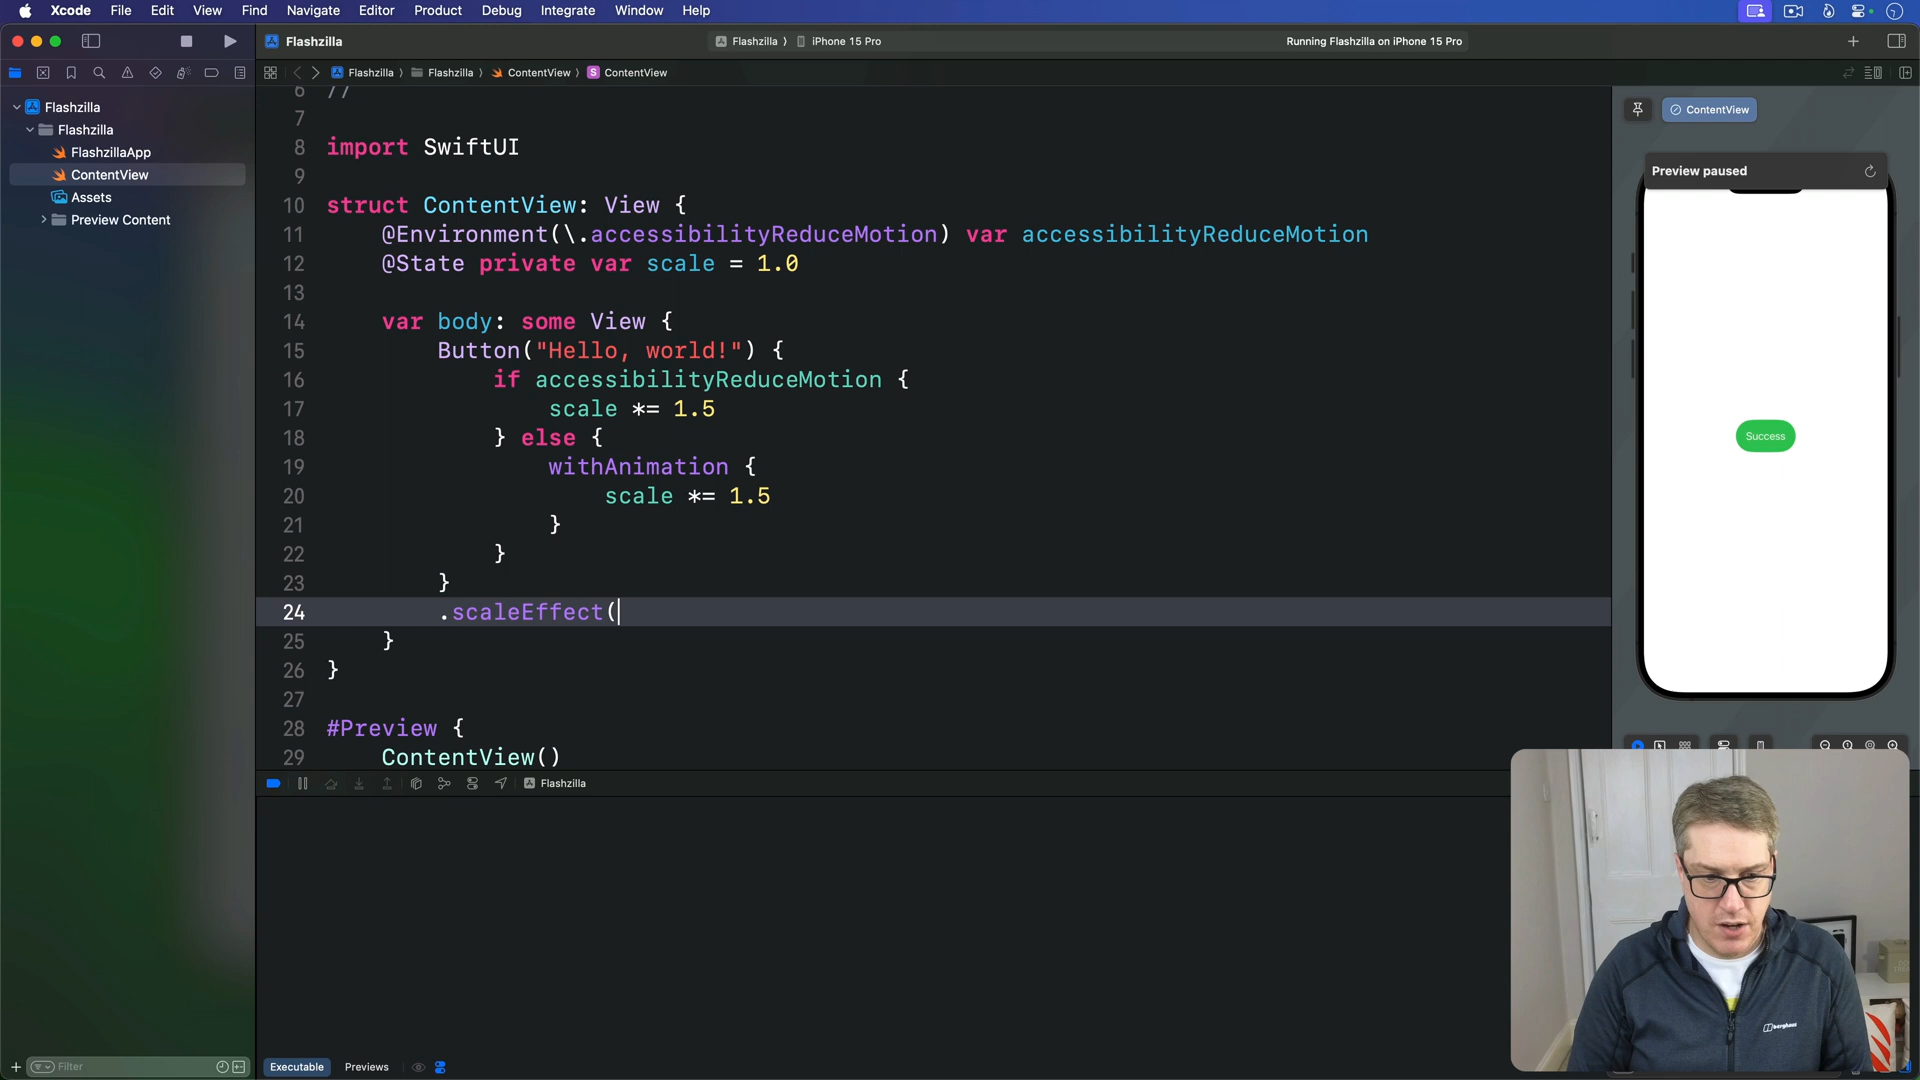 Xcode File Edit View Find Navigate Editor Product Debug Integrate Window Help
Flashzilla
Flashzilla 〉 iPhone 15 Pro
Running Flashzilla on iPhone 15 Pro
Flashzilla 〉 Flashzilla 〉 ContentView 〉 S ContentView
Flashzilla
Flashzilla
FlashzillaApp
ContentView
Assets
Preview Content
6 //
7
8 import SwiftUI
9
10 struct ContentView: View {
11 @Environment(\.accessibilityReduceMotion) var accessibilityReduceMotion
12 @State private var scale = 1.0
13
14 var body: some View {
15 Button("Hello, world!") {
16 if accessibilityReduceMotion {
17 scale *= 1.5
18 } else {
19 withAnimation {
20 scale *= 1.5
21 }
22 }
23 }
24 .scaleEffect(
25 }
26 }
27
28 #Preview {
29 ContentView()
ContentView
Preview paused
Success
Flashzilla
berghaus
Filter
Executable Previews